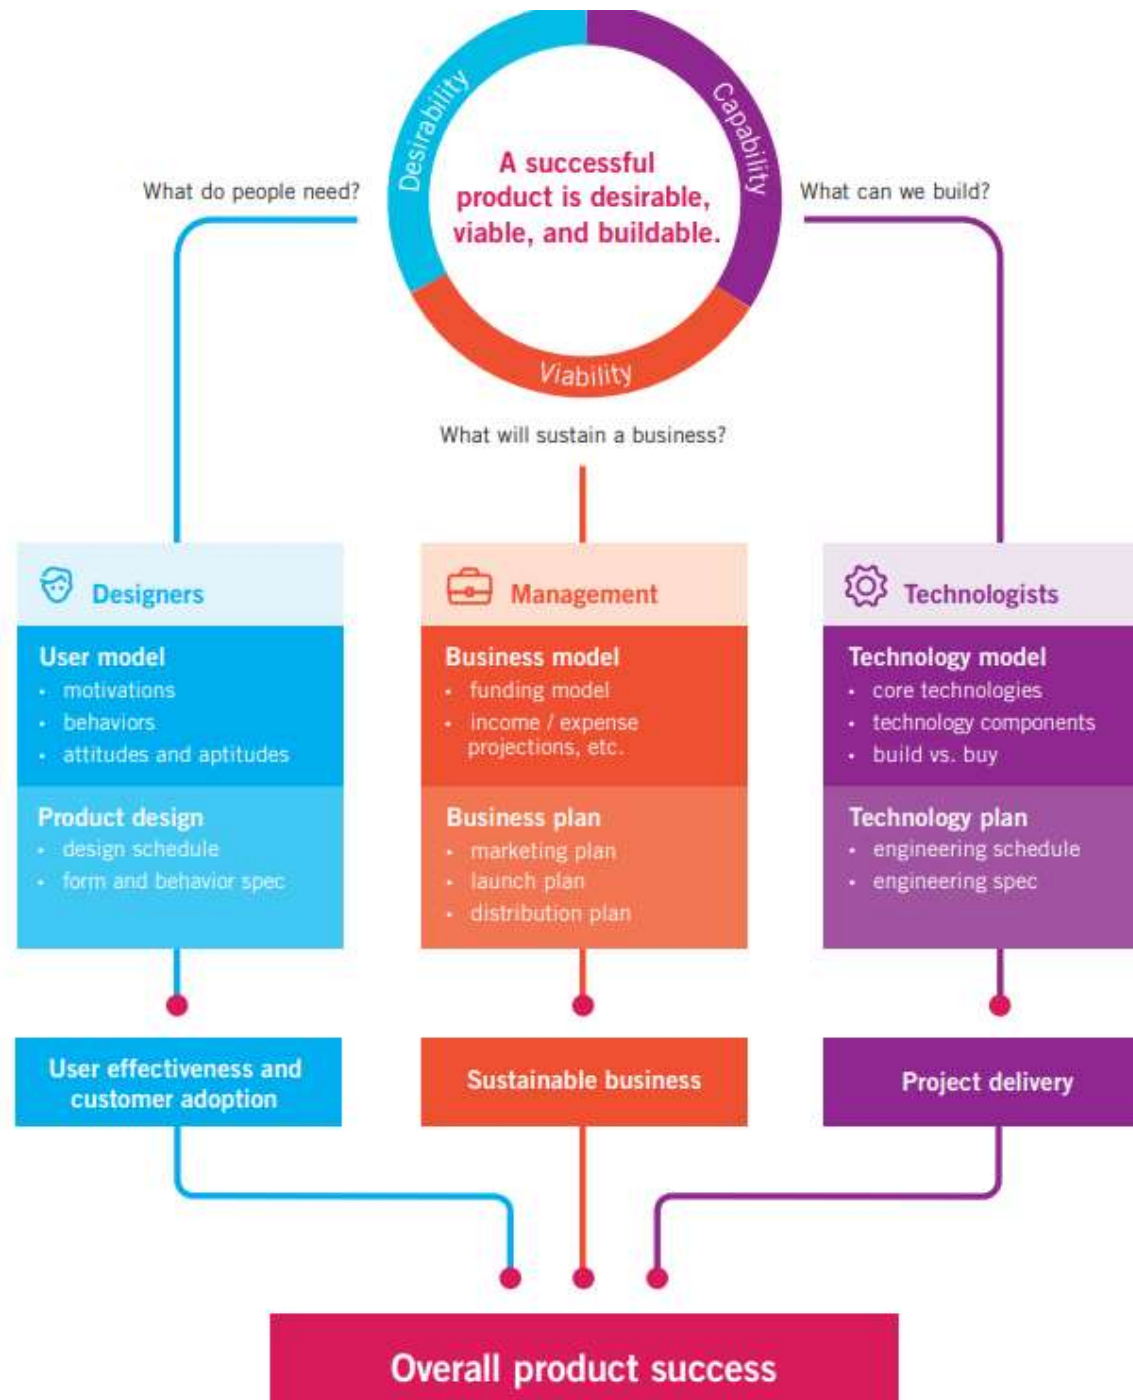 Desirability
Capability
Viability
A successful
product is desirable,
viable, and buildable.
What do people need?
What can we build?
What will sustain a business?
Designers
User model
• motivations
• behaviors
• attitudes and aptitudes
Product design
• design schedule
• form and behavior spec
Management
Business model
• funding model
• income / expense
projections, etc.
Business plan
• marketing plan
• launch plan
• distribution plan
Technologists
Technology model
• core technologies
• technology components
• build vs. buy
Technology plan
• engineering schedule
• engineering spec
User effectiveness and
customer adoption
Sustainable business
Project delivery
Overall product success